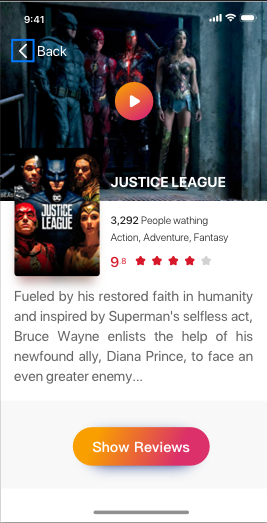 9:41
Back
JUSTICE LEAGUE
JUSTICE
LEAGUE
3,292 People wathing
Action, Adventure, Fantasy
9.8
Fueled by his restored faith in humanity
and inspired by Superman's selfless act,
Bruce Wayne enlists the help of his
newfound ally, Diana Prince, to face an
even greater enemy...
Show Reviews